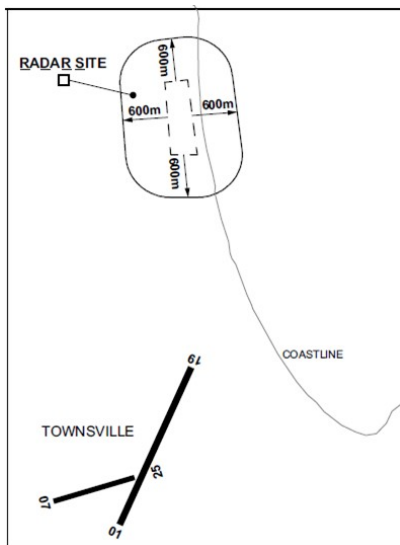 RADAR SITE
600m
600m
600m
600m
COASTLINE
19
TOWNSVILLE
25
07
01